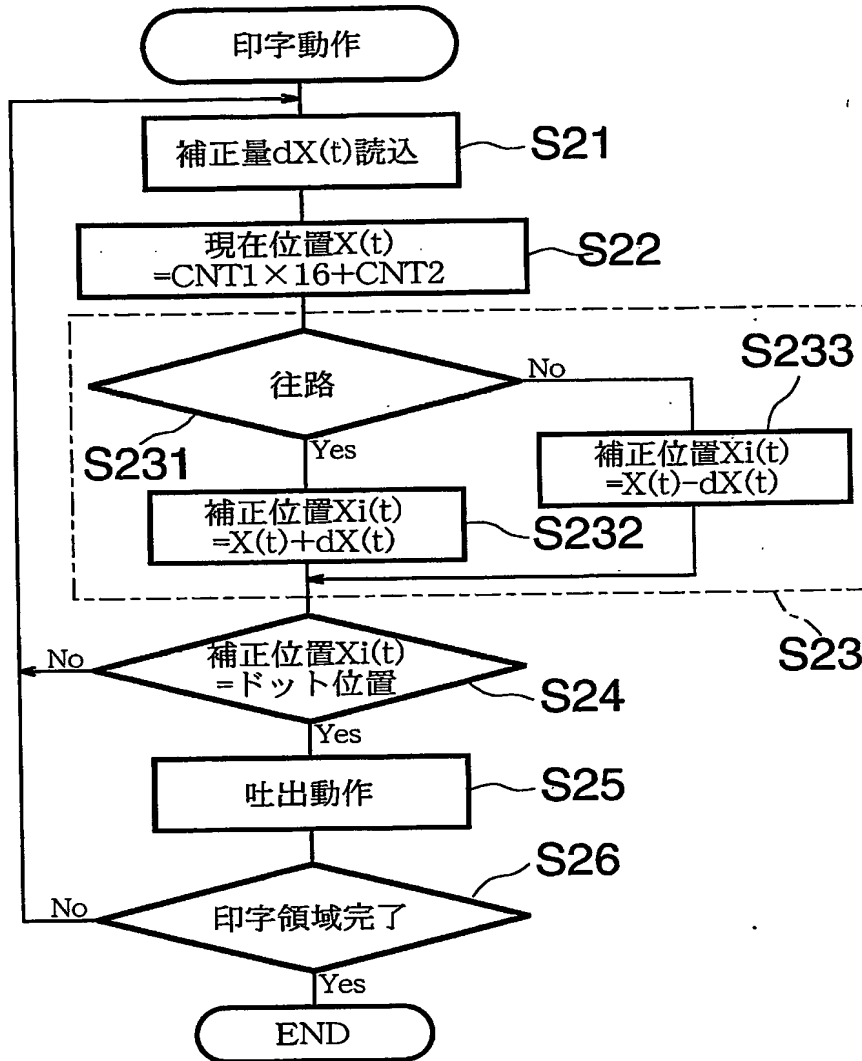 印字動作
補正量dX(t)読込
S21
現在位置X(t)
=CNT1×16+CNT2
S22
往路
No
S233
S231
Yes
補正位置Xi(t)
=X(t)-dX(t)
補正位置Xi(t)
=X(t)+dX(t)
S232
S23
No
補正位置Xi(t)
=ドット位置
S24
Yes
吐出動作
S25
S26
No
印字領域完了
Yes
END